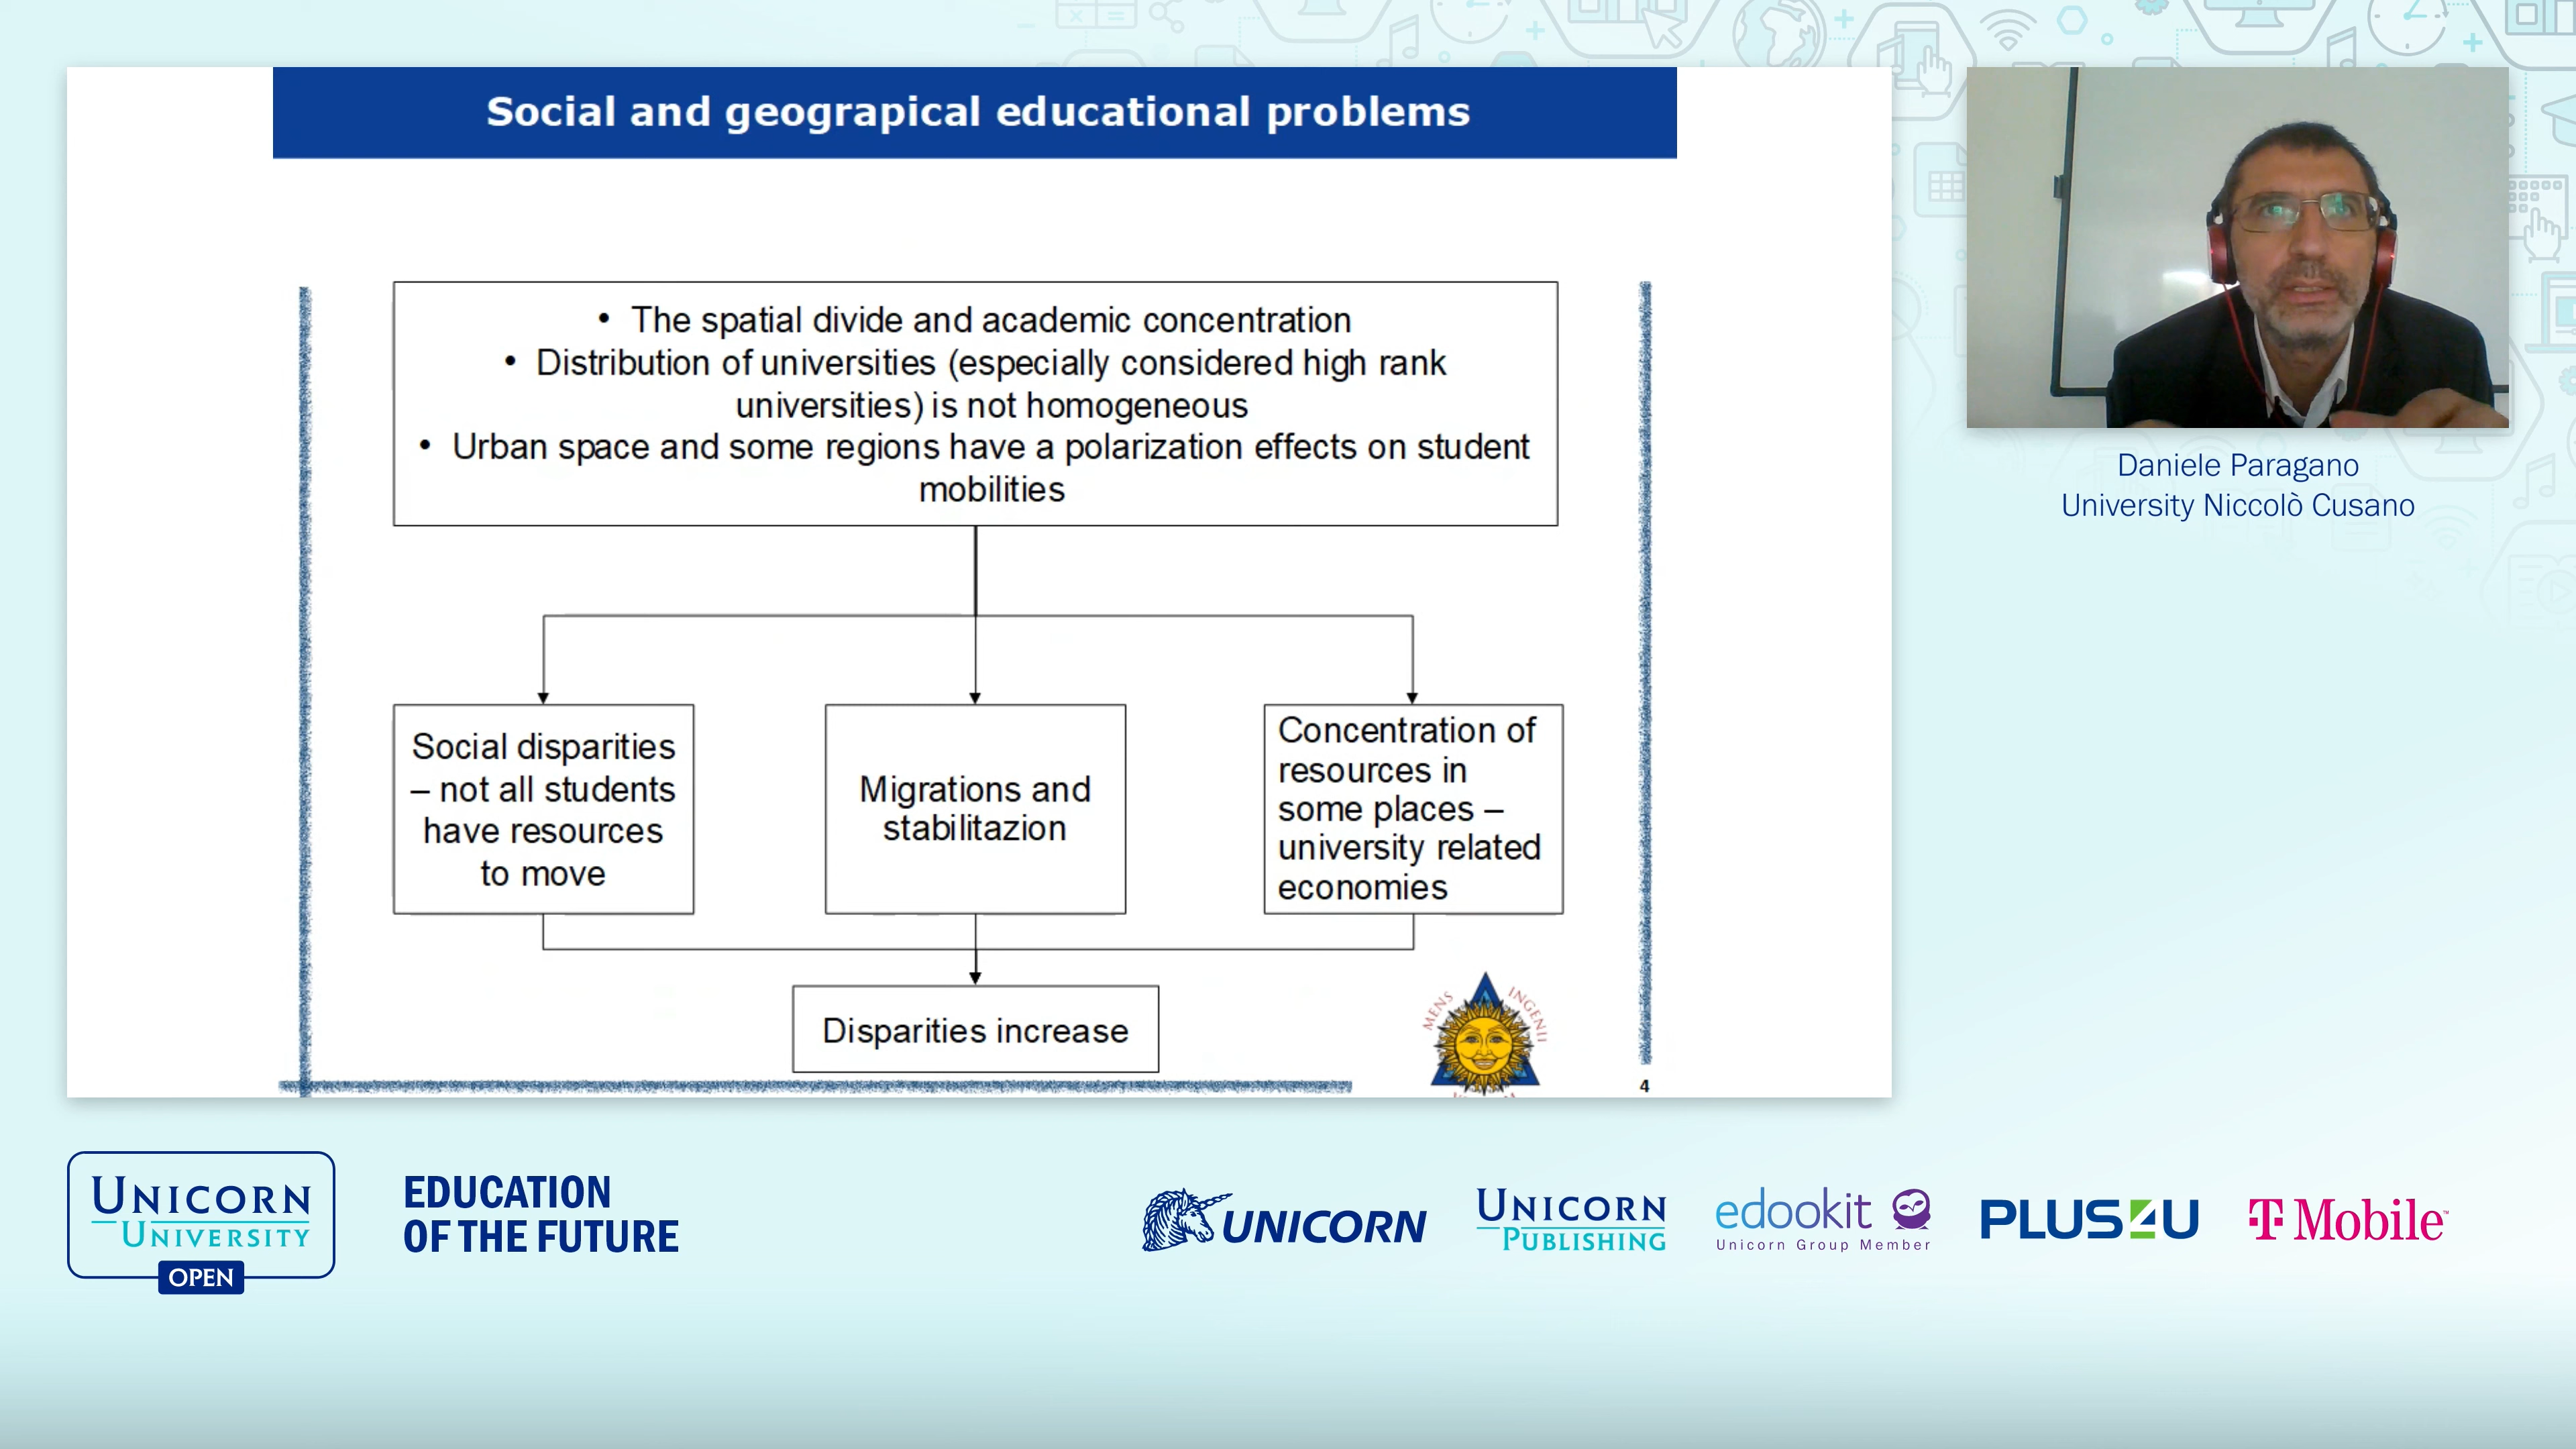 Social and geograpical educational problems
• The spatial divide and academic concentration
• Distribution of universities (especially considered high rank
universities) is not homogeneous
• Urban space and some regions have a polarization effects on student
mobilities
Social disparities
– not all students
have resources
to move
Migrations and
stabilitazion
Concentration of
resources in
some places –
university related
economies
Disparities increase
MENS INGENII
4
Daniele Paragano
University Niccolò Cusano
UNICORN
UNIVERSITY
OPEN
EDUCATION
OF THE FUTURE
UNICORN
UNICORN
PUBLISHING
edookit
Unicorn Group Member
PLUS4U
T Mobile™